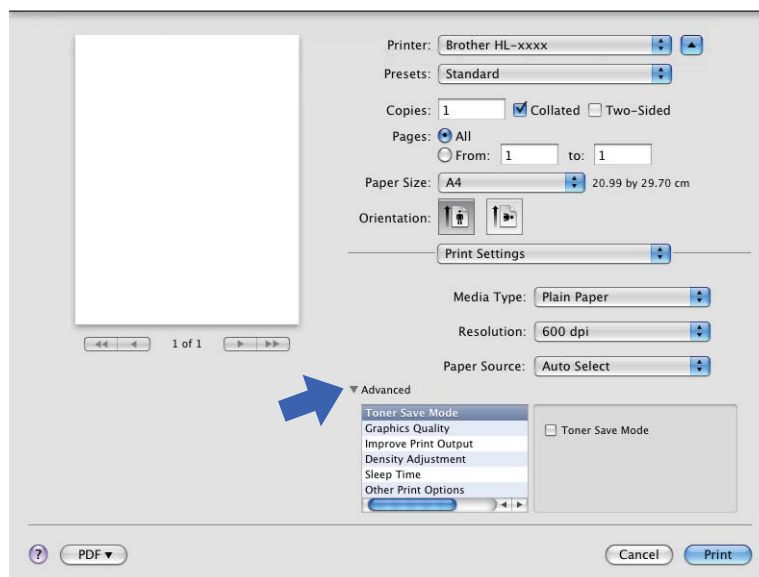 Printer: Brother HL-xxxx
Presets: Standard
Copies: 1 Collated Two-Sided
Pages: All
From: 1 to: 1
Paper Size: A4 20.99 by 29.70 cm
Orientation:
Print Settings
Media Type: Plain Paper
Resolution: 600 dpi
1 of 1
Paper Source: Auto Select
Advanced
Toner Save Mode
Graphics Quality
Toner Save Mode
Improve Print Output
Density Adjustment
Sleep Time
Other Print Options
? PDF Cancel Print